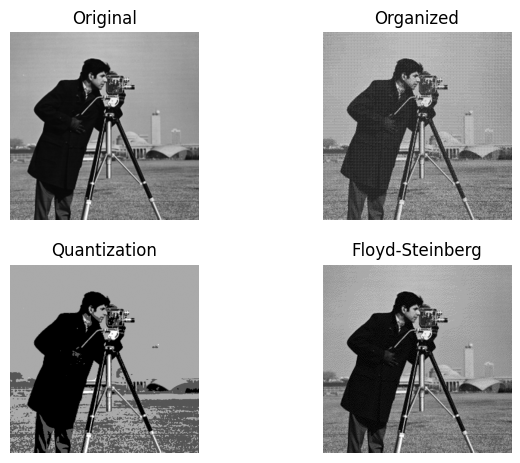 Original
Organized
Quantization
Floyd-Steinberg